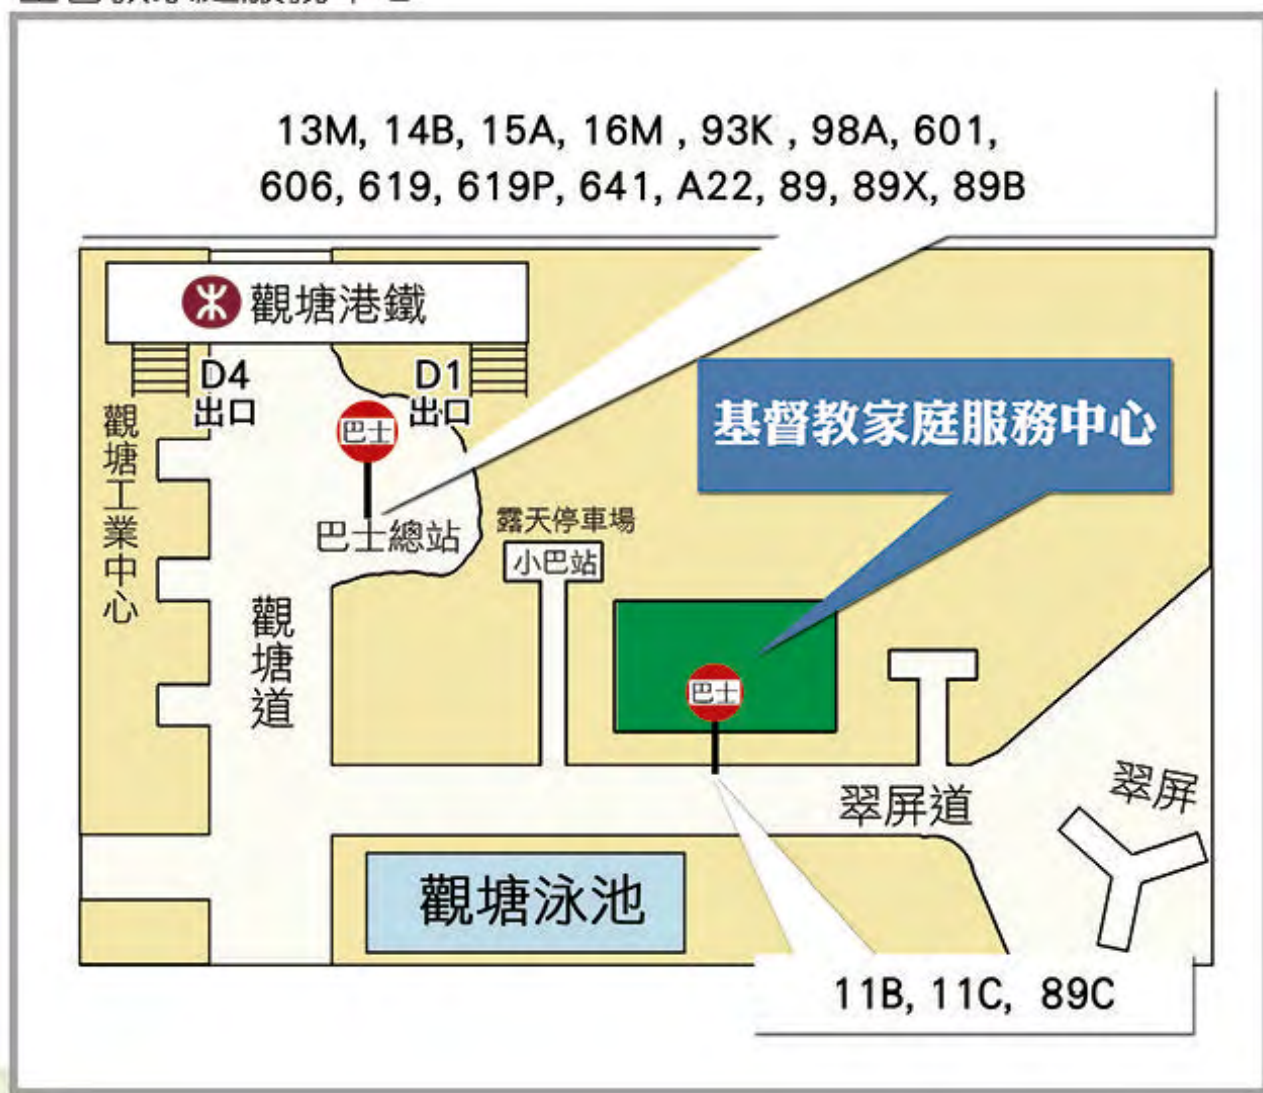 13M, 14B, 15A, 16M , 93K , 98A, 601,
606, 619, 619P, 641, A22, 89, 89X, 89B
觀塘港鐵
D4
出口
D1
出口
巴士
觀塘工業中心
基督教家庭服務中心
巴士總站
露天停車場
小巴站
觀塘道
巴士
翠屏道
翠屏
觀塘泳池
11B, 11C, 89C